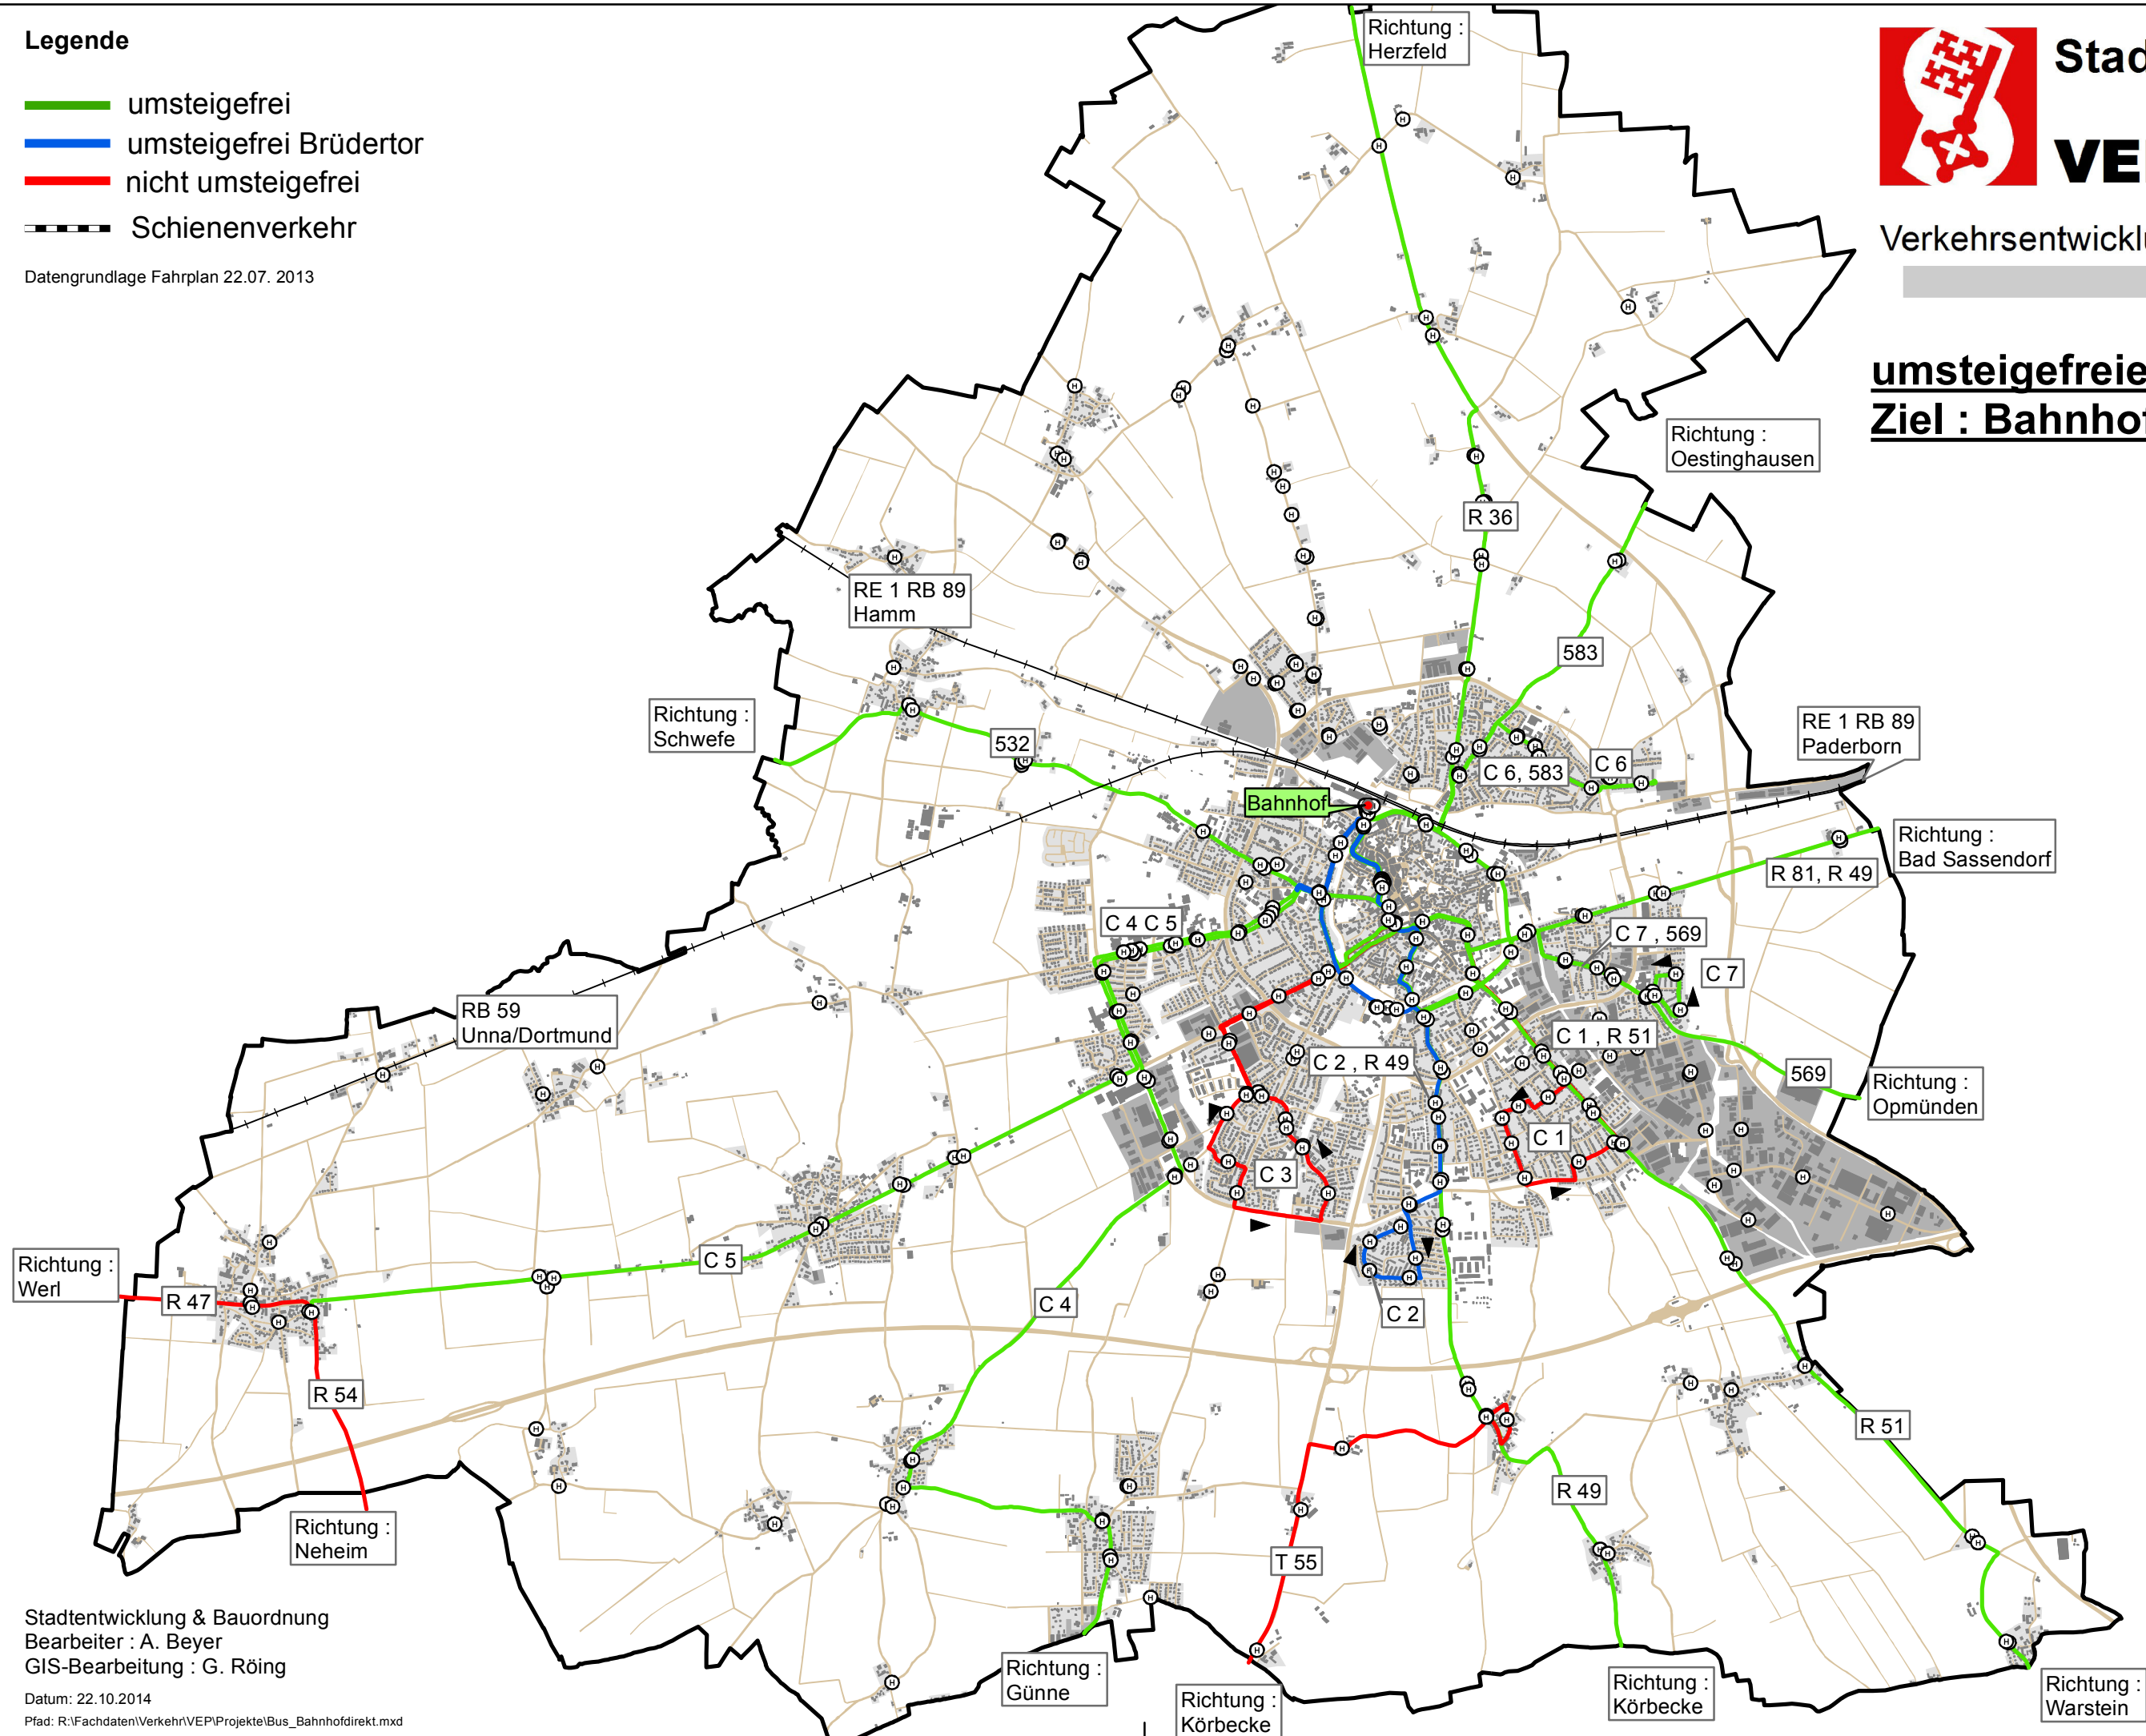 Legende
umsteigefrei
umsteigefrei Brüdertor
nicht umsteigefrei
Schienenverkehr
Datengrundlage Fahrplan 22.07. 2013
Richtung :
Herzfeld
Stad
VE
Verkehrsentwickl
umsteigefreie
Ziel : Bahnhof
Richtung :
Oestinghausen
R 36
RE 1 RB 89
Hamm
583
Richtung :
Schwefe
532
RE 1 RB 89
Paderborn
C 6
C 6, 583
Bahnhof
Richtung :
Bad Sassendorf
R 81, R 49
C 4 C 5
C 7 , 569
C 7
RB 59
Unna/Dortmund
C 1 , R 51
C 2 , R 49
569
Richtung :
Opmünden
C 1
C 3
Richtung :
Werl
R 47
C 5
C 4
C 2
R 54
R 51
R 49
Richtung :
Neheim
T 55
Stadtentwicklung & Bauordnung
Bearbeiter : A. Beyer
GIS-Bearbeitung : G. Röing
Datum: 22.10.2014
Pfad: R:\Fachdaten\Verkehr\VEP\Projekte\Bus_Bahnhofdirekt.mxd
Richtung :
Günne
Richtung :
Körbecke
Richtung :
Körbecke
Richtung :
Warstein